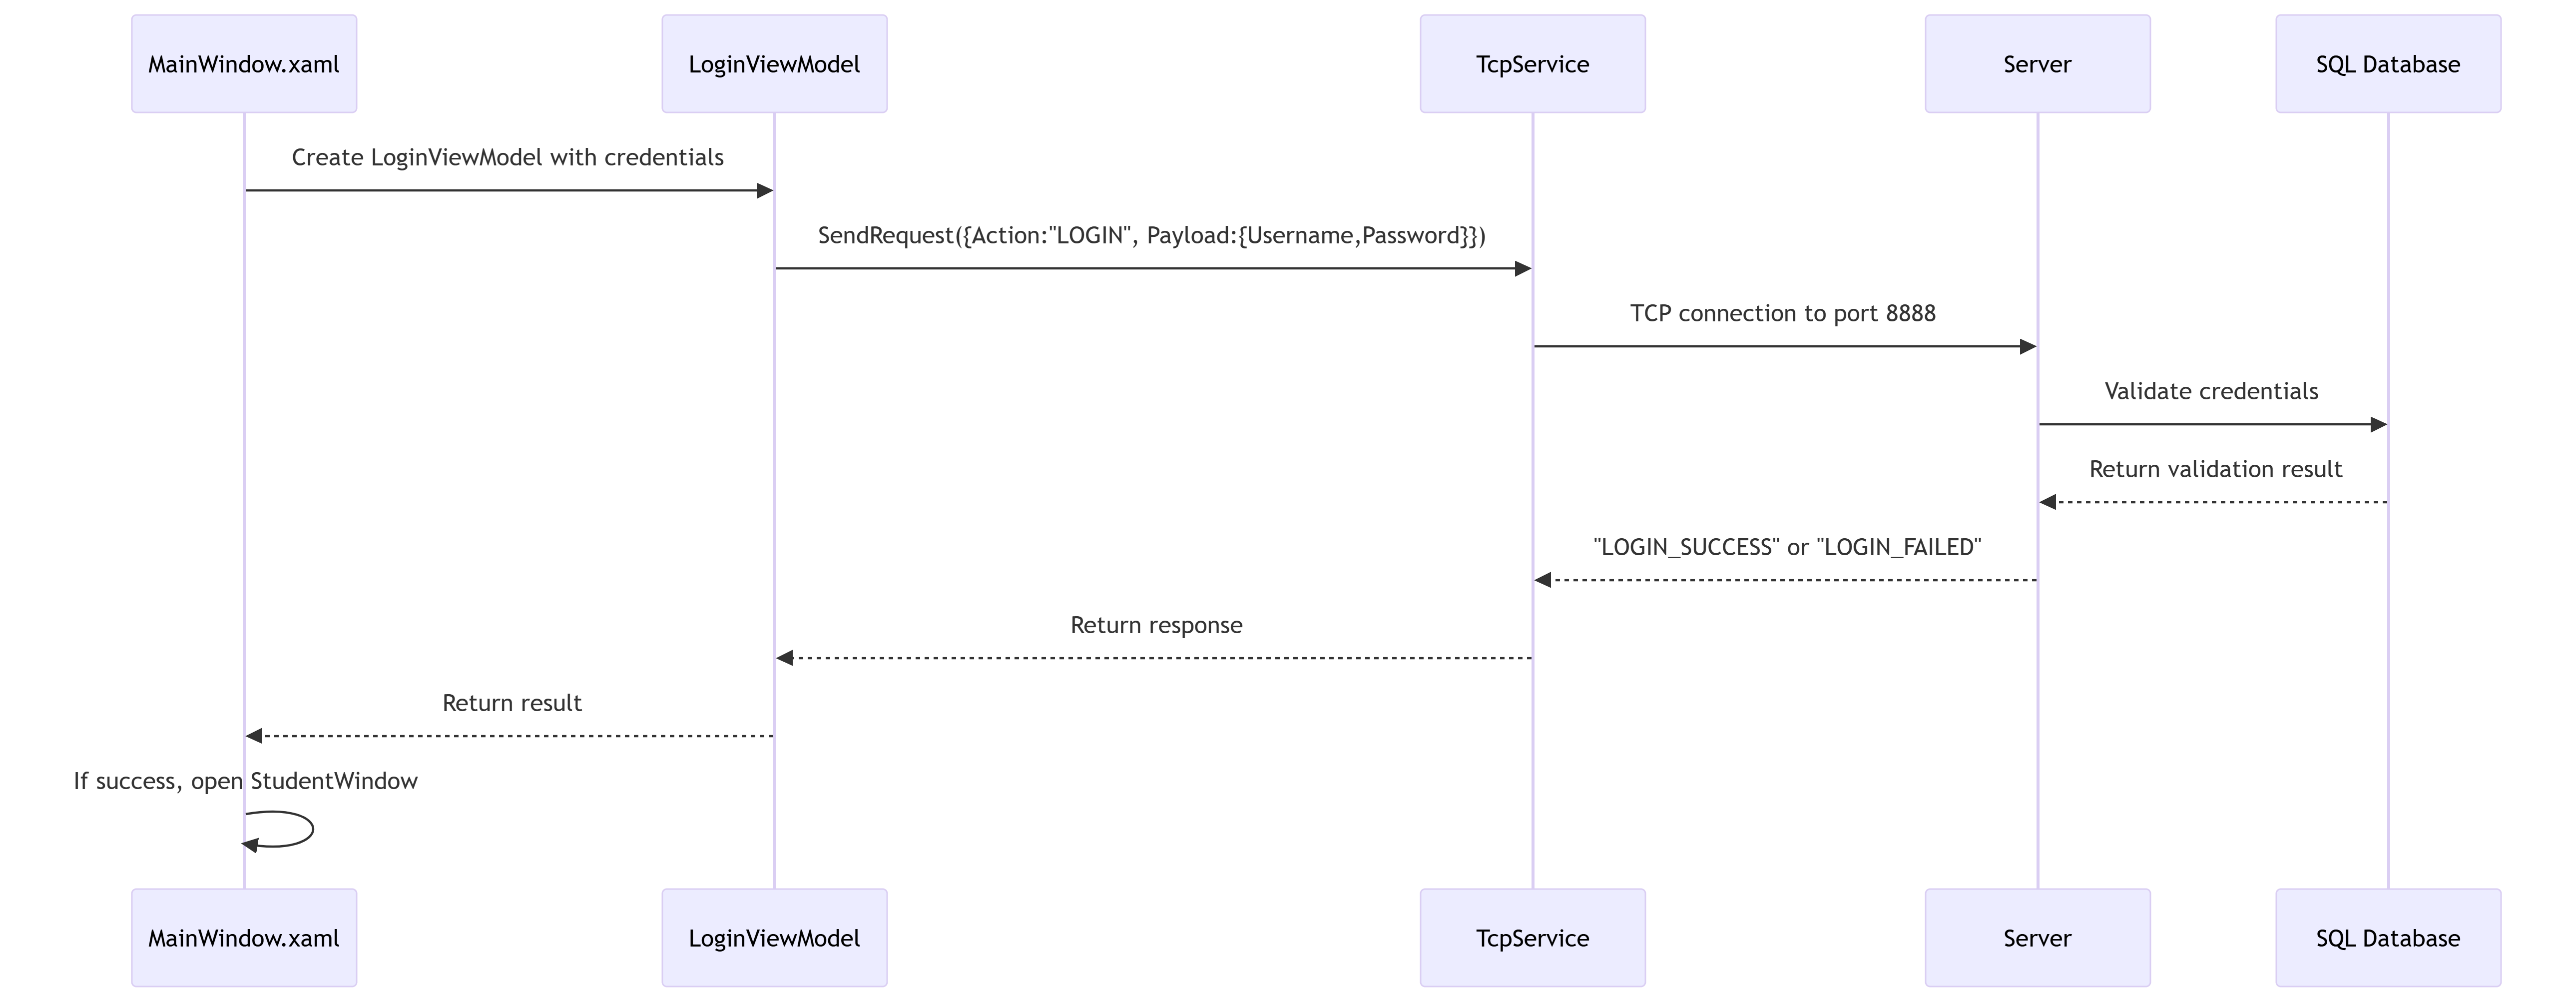 MainWindow.xaml
LoginViewModel
TcpService
Server
SQL Database
Create LoginViewModel with credentials
SendRequest({Action:"LOGIN", Payload:{Username,Password}})
TCP connection to port 8888
Validate credentials
Return validation result
"LOGIN_SUCCESS" or "LOGIN_FAILED"
Return response
Return result
If success, open StudentWindow
MainWindow.xaml
LoginViewModel
TcpService
Server
SQL Database